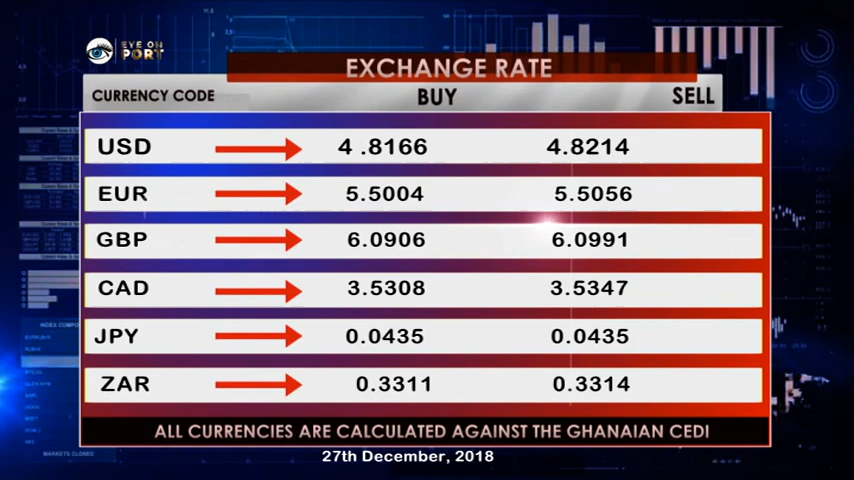 EYE ON
PORT
EXCHANGE RATE
CURRENCY CODE BUY SELL
USD 4 .8166 4.8214
EUR 5.5004 5.5056
GBP 6.0906 6.0991
CAD 3.5308 3.5347
JPY 0.0435 0.0435
ZAR 0.3311 0.3314
ALL CURRENCIES ARE CALCULATED AGAINST THE GHANAIAN CEDI
27th December, 2018
MARKETS CLOSED